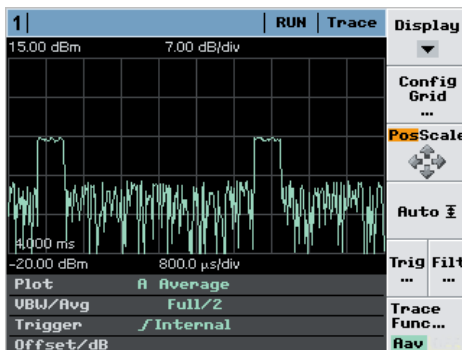 1 RUN Trace
Display
15.00 dBm 7.00 dB/div
Config
Grid
...
PosScale
Auto
4.000 ms
-20.00 dBm 800.0 µs/div
Trig Filt
... ...
Plot A Average
VBW/Avg Full/2
Trigger Internal
Offset/dB
Trace
Func...
Aav